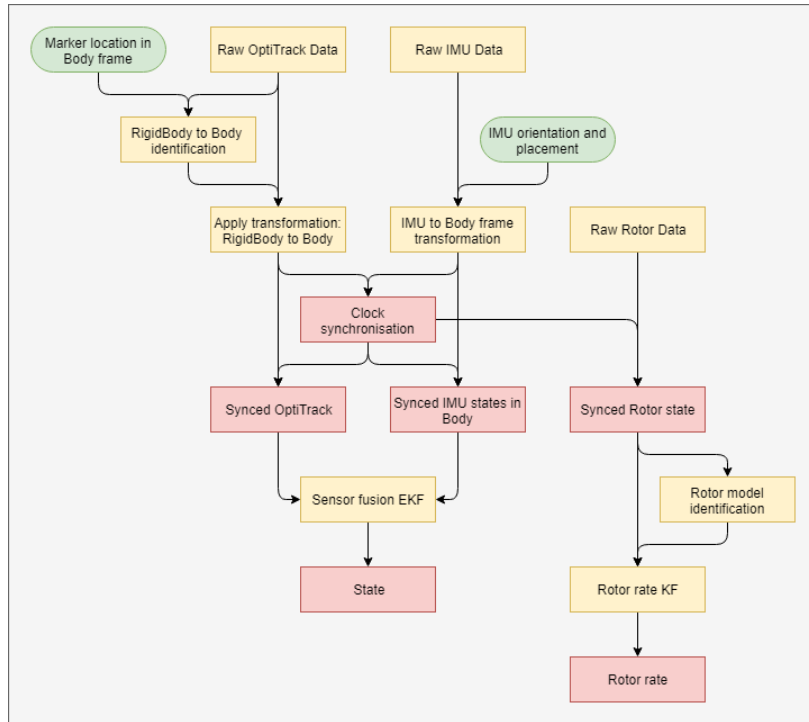 Marker location in
Body frame
Raw OptiTrack Data
Raw IMU Data
RigidBody to Body
identification
IMU orientation and
placement
Apply transformation:
RigidBody to Body
IMU to Body frame
transformation
Raw Rotor Data
Clock
synchronisation
Synced OptiTrack
Synced IMU states in
Body
Synced Rotor state
Sensor fusion EKF
Rotor model
identification
State
Rotor rate KF
Rotor rate